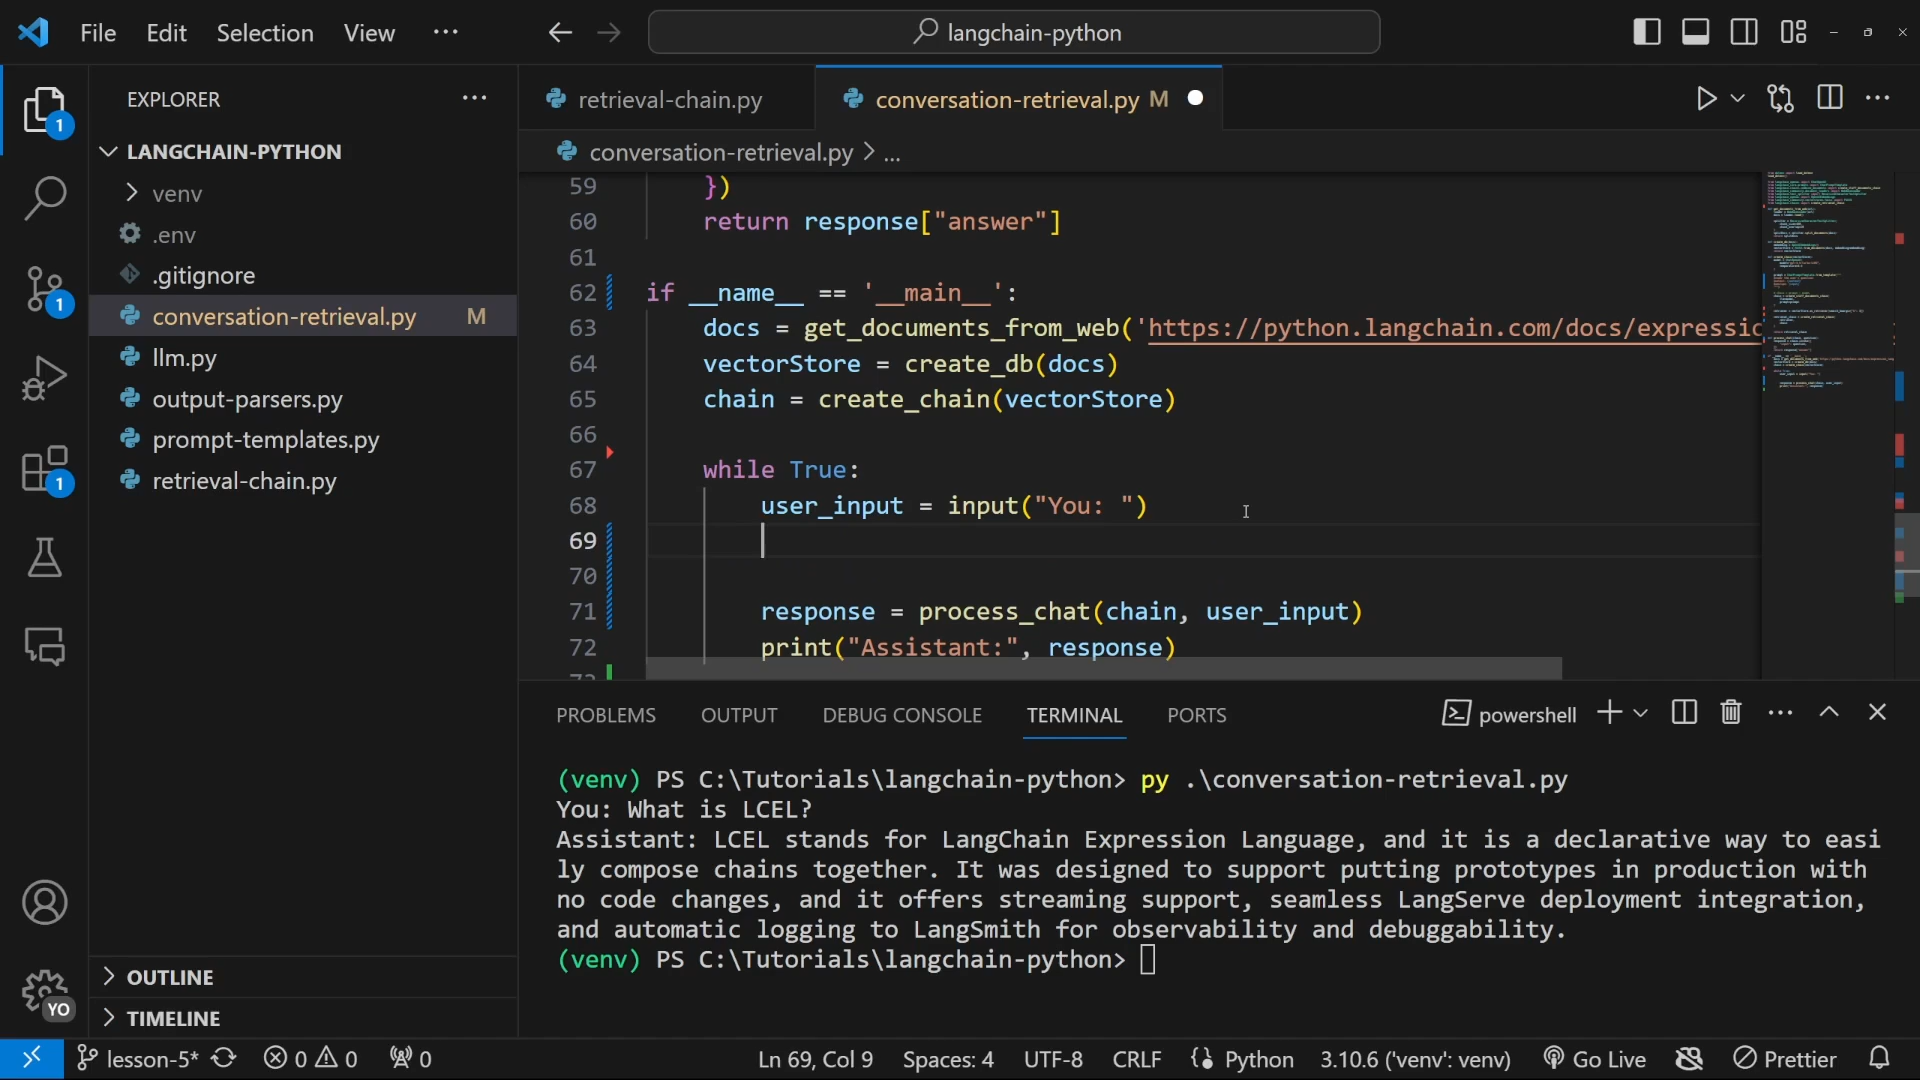 File Edit Selection View ···
langchain-python
EXPLORER ···
LANGCHAIN-PYTHON
venv
.env
.gitignore
conversation-retrieval.py M
llm.py
output-parsers.py
prompt-templates.py
retrieval-chain.py
OUTLINE
TIMELINE
1
1
1
YO
retrieval-chain.py
conversation-retrieval.py M
conversation-retrieval.py > ...
59 })
60 return response["answer"]
61
62 if __name__ == '__main__':
63 docs = get_documents_from_web('https://python.langchain.com/docs/expressic
64 vectorStore = create_db(docs)
65 chain = create_chain(vectorStore)
66
67 while True:
68 user_input = input("You: ")
69
70
71 response = process_chat(chain, user_input)
72 print("Assistant:", response)
PROBLEMS OUTPUT DEBUG CONSOLE TERMINAL PORTS
powershell
(venv) PS C:\Tutorials\langchain-python> py .\conversation-retrieval.py
You: What is LCEL?
Assistant: LCEL stands for LangChain Expression Language, and it is a declarative way to easi
ly compose chains together. It was designed to support putting prototypes in production with
no code changes, and it offers streaming support, seamless LangServe deployment integration,
and automatic logging to LangSmith for observability and debuggability.
(venv) PS C:\Tutorials\langchain-python>
lesson-5* 0 0 0 Ln 69, Col 9 Spaces: 4 UTF-8 CRLF Python 3.10.6 ('venv': venv) Go Live Prettier